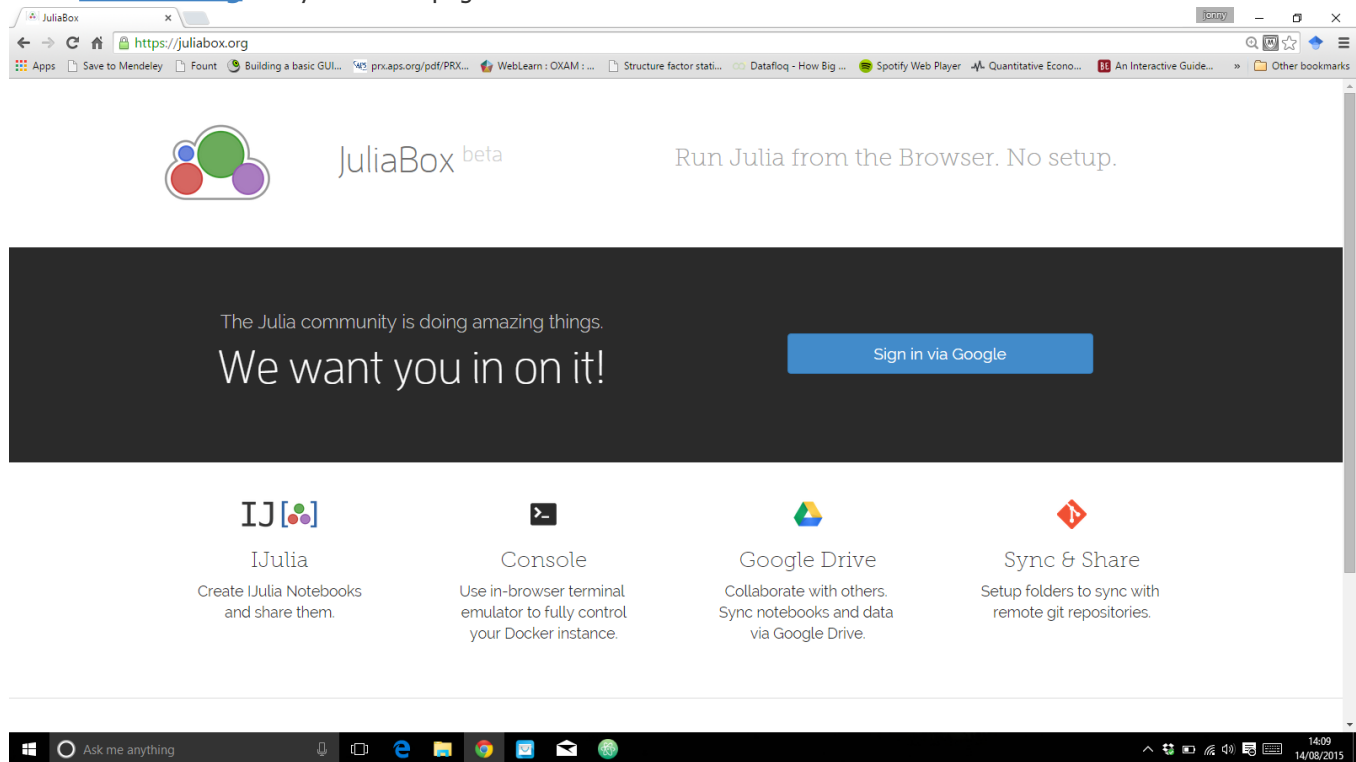 JuliaBox
jonny
https://juliabox.org
Apps Save to Mendeley Fount Building a basic GUI... prx.aps.org/pdf/PRX... WebLearn : OXAM : ... Structure factor stati... Datafloq - How Big ... Spotify Web Player Quantitative Econo... An Interactive Guide... » Other bookmarks
JuliaBox beta
Run Julia from the Browser. No setup.
The Julia community is doing amazing things.
We want you in on it!
Sign in via Google
IJ[ ]
IJulia
Create IJulia Notebooks
and share them.
Console
Use in-browser terminal
emulator to fully control
your Docker instance.
Google Drive
Collaborate with others.
Sync notebooks and data
via Google Drive.
Sync & Share
Setup folders to sync with
remote git repositories.
Ask me anything
14:09
14/08/2015